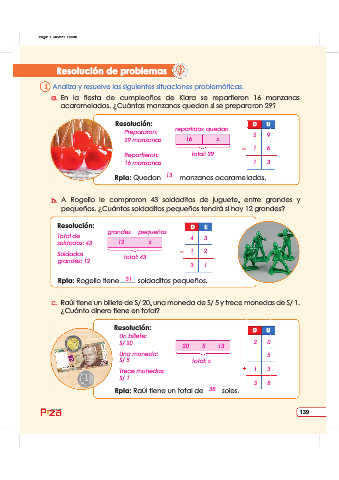 Resolución de problemas
1 Analiza y resuelve las siguientes situaciones problemáticas.
a. En la fiesta de cumpleaños de Kiara se repartieron 16 manzanas
acarameladas. ¿Cuántas manzanas quedan si se prepararon 29?
Resolución:
Prepararon:
29 manzanas
Repartieron:
16 manzanas
repartidas quedan
16 x
total: 29
D U
2 9
– 1 6
1 3
Rpta: Quedan 13 manzanas acarameladas.
b. A Rogelio le compraron 43 soldaditos de juguete, entre grandes y
pequeños. ¿Cuántos soldaditos pequeños tendrá si hay 12 grandes?
Resolución:
Total de
soldados: 43
Soldados
grandes: 12
grandes pequeños
12 x
total: 43
D U
4 3
– 1 2
3 1
Rpta: Rogelio tiene 31 soldaditos pequeños.
c. Raúl tiene un billete de S/ 20, una moneda de S/ 5 y trece monedas de S/ 1.
¿Cuánto dinero tiene en total?
Resolución:
Un billete:
S/ 20
Una moneda:
S/ 5
Trece monedas:
S/ 1
20 5 13
total: x
D U
2 0
5
+ 1 3
3 8
Rpta: Raúl tiene un total de 38 soles.
139